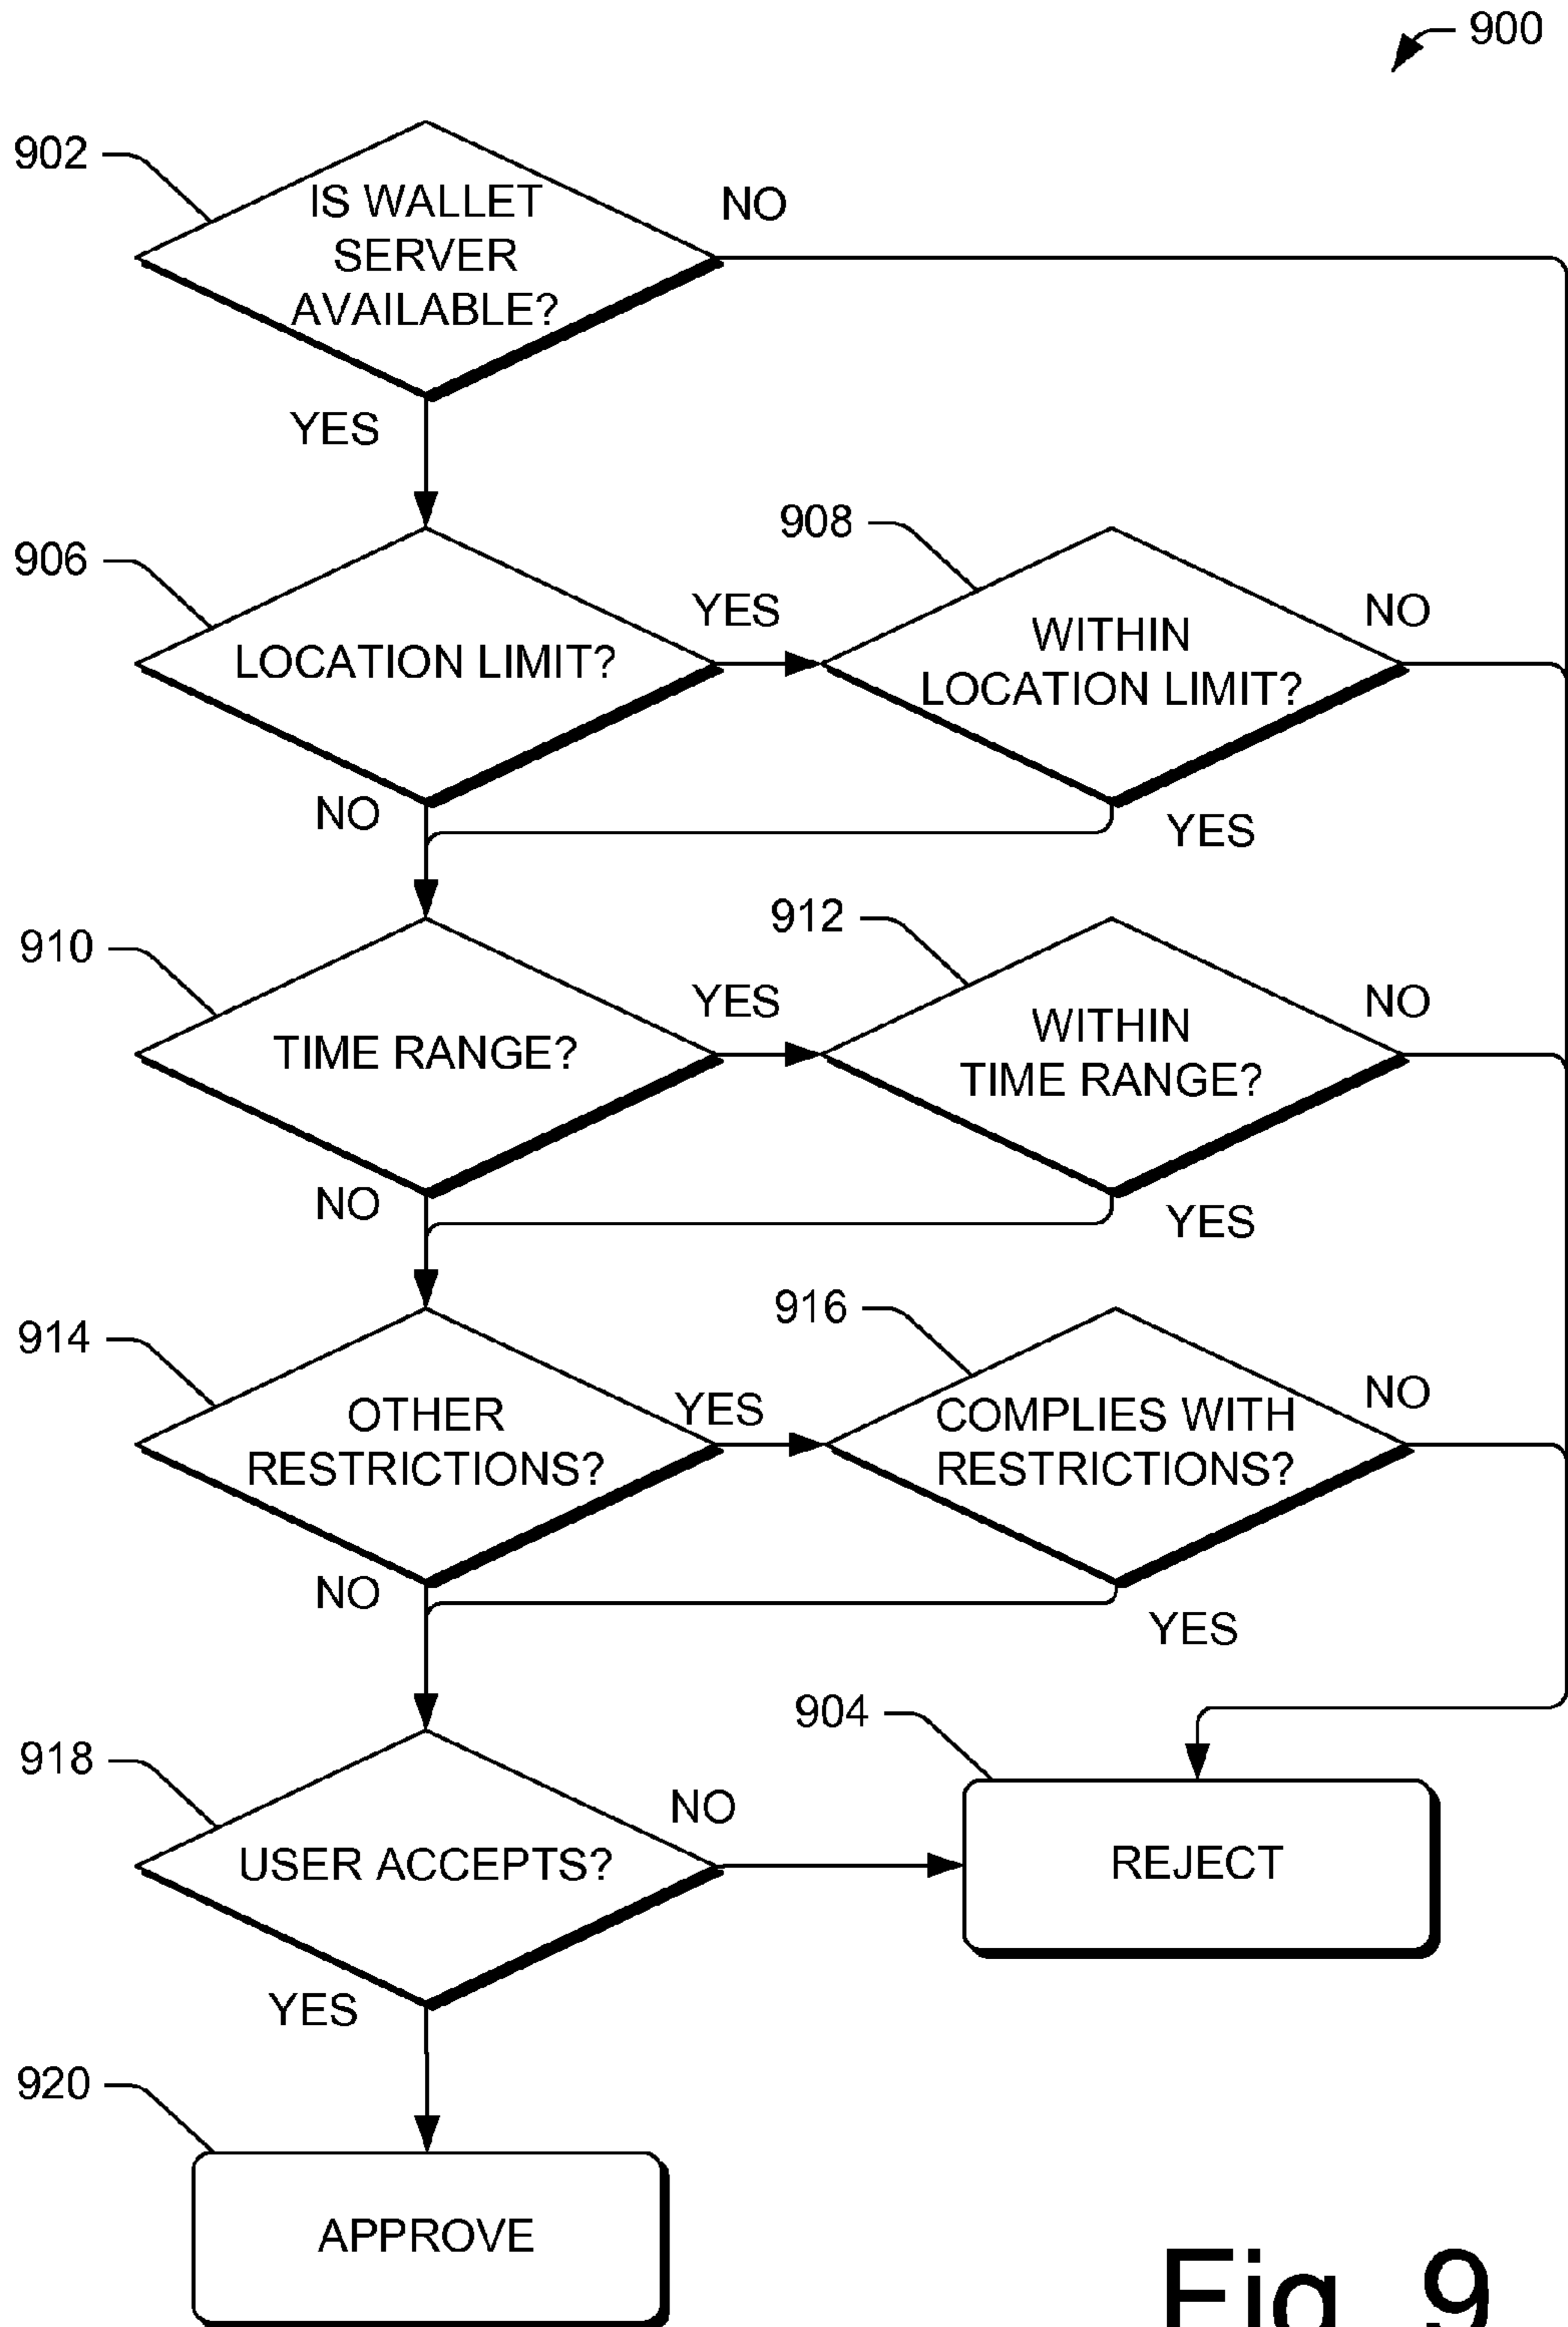 900
902
IS WALLET
SERVER
AVAILABLE?
NO
YES
906
LOCATION LIMIT?
YES
908
WITHIN
LOCATION LIMIT?
NO
NO
YES
910
TIME RANGE?
YES
912
WITHIN
TIME RANGE?
NO
NO
YES
914
OTHER
RESTRICTIONS?
YES
916
COMPLIES WITH
RESTRICTIONS?
NO
NO
YES
918
USER ACCEPTS?
NO
904
REJECT
YES
920
APPROVE
Fig. 9